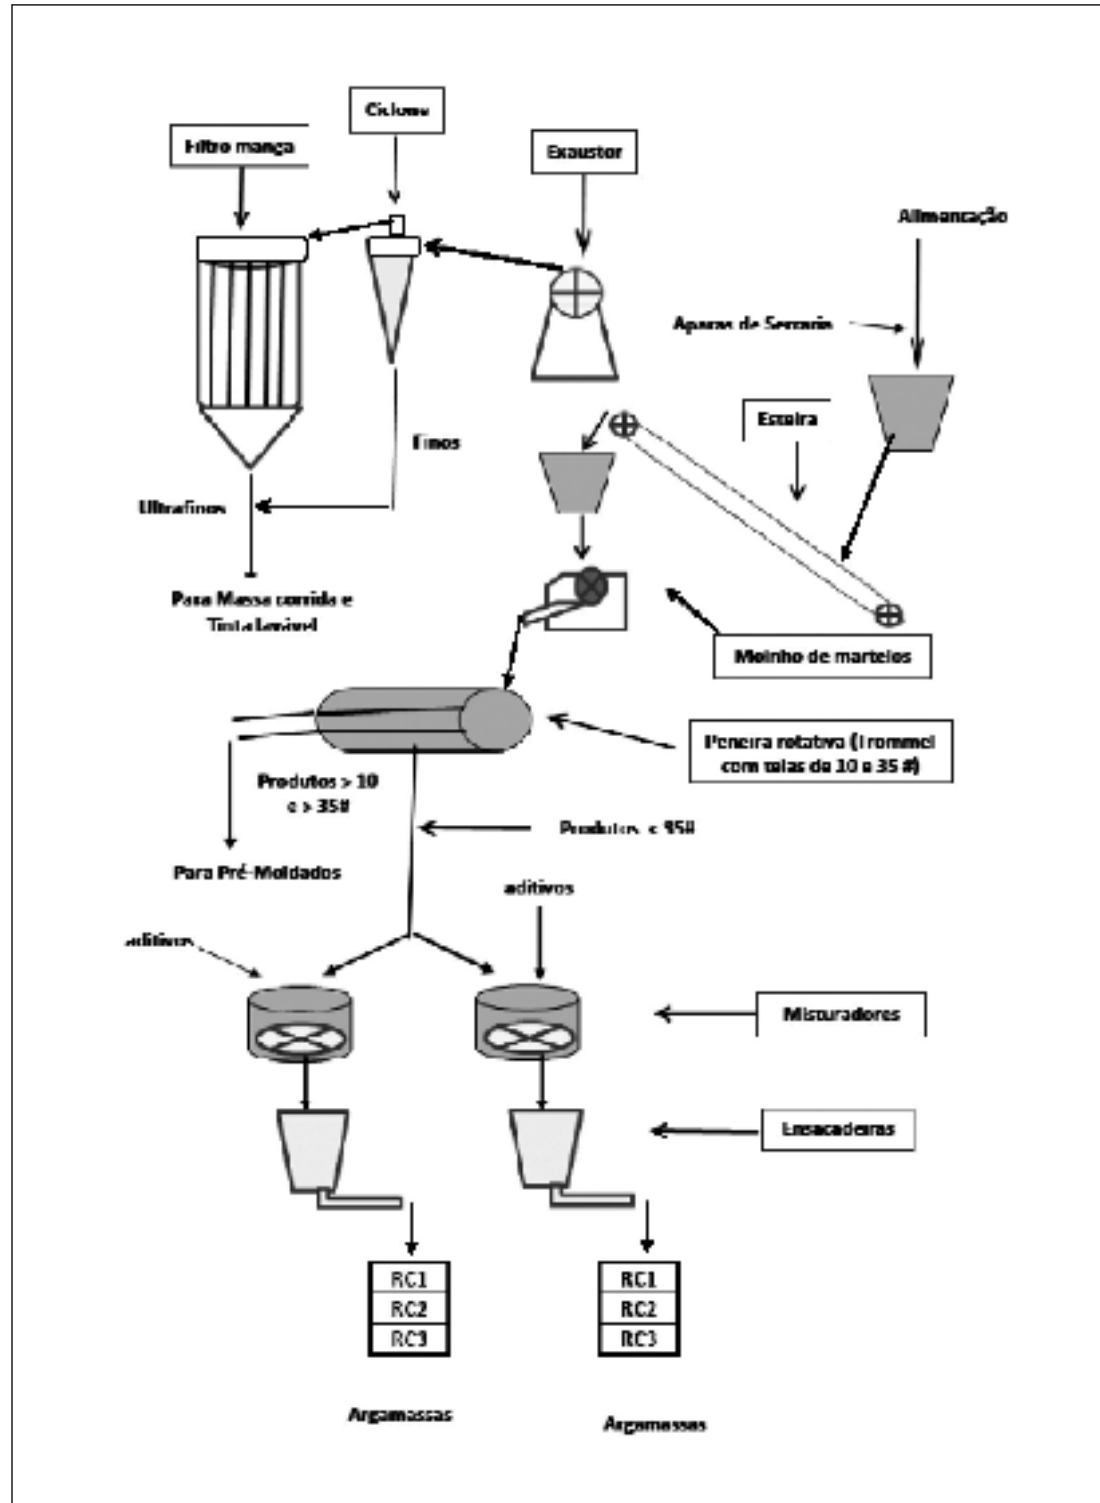 Ciclone
Filtro manga
Exaustor
Alimentação
Aparas de Serraria
Esteira
Finos
Ultrafinos
Para Massa corrida e
Tinta lavável
Moinho de martelos
Peneira rotativa (Trommel
com telas de 10 e 35 #)
Produtos > 10
e > 35#
Produtos < 35#
Para Pré-Moldados
aditivos
aditivos
Misturadores
Ensacadeiras
RC1
RC2
RC3
RC1
RC2
RC3
Argamassas
Argamassas